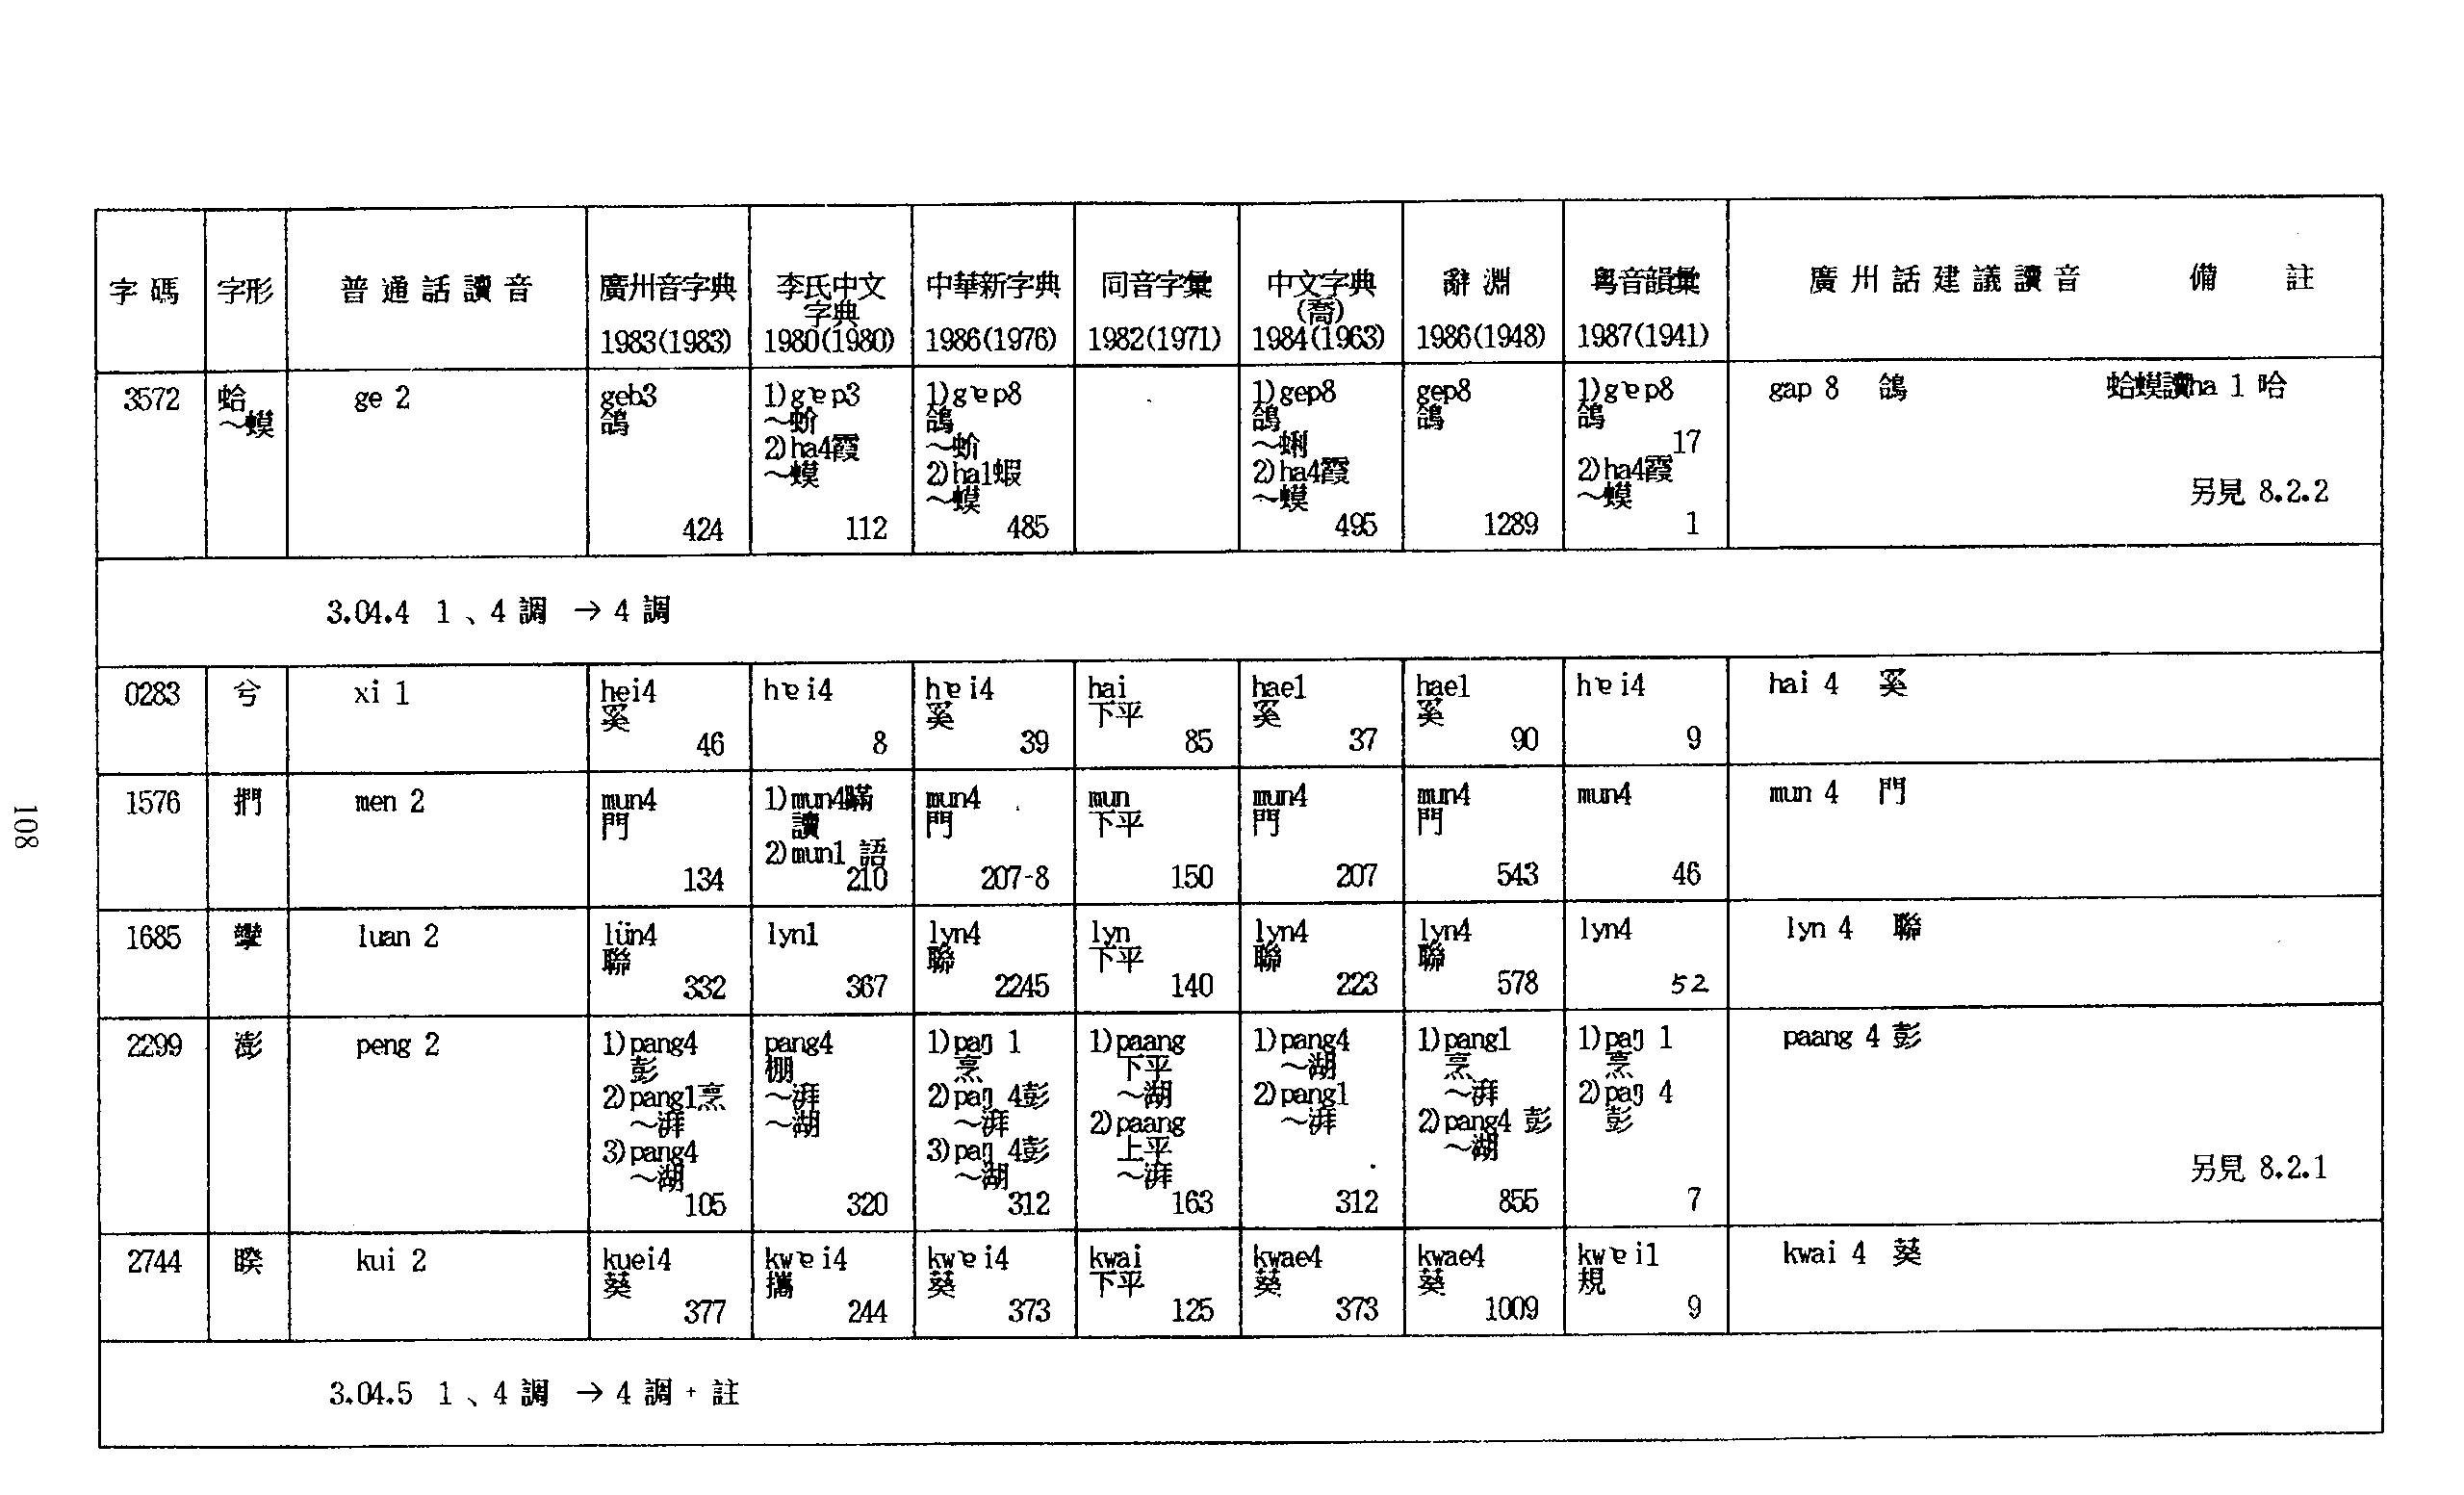 字碼 字形 普通話讀音 廣州音字典 李氏中文 中華新字典 同音字彙 中文字典 辭淵 粵音韻彙 廣州話建議讀音 備 註
字典 (喬)
1983(1983) 1980(1980) 1986(1976) 1982(1971) 1984(1963) 1986(1948) 1987(1941)
3572 蛤 ge 2 geb3 1)gɐp3 1)gɐp8 1)gep8 gep8 1)gɐp8 gap 8 鴿 蛤蟆讀ha 1 哈
～蟆 鴿 ～蚧 鴿 鴿 鴿 鴿
2)ha4霞 ～蚧 ～蜊 17
～蟆 2)ha1蝦 2)ha4霞 2)ha4霞
～蟆 ～蟆 ～蟆 另見 8.2.2
424 112 485 495 1289 1
3.04.4 1、4 調 → 4 調
0283 兮 xi 1 hei4 hɐi4 hɐi4 hai hae1 hae1 hɐi4 hai 4 奚
奚 奚 下平 奚 奚
46 8 39 85 37 90 9
1576 捫 men 2 mun4 1)mun4瞞 mun4 mun mun4 mun4 mun4 mun 4 門
門 讀 門 下平 門 門
2)mun1 語
134 210 207-8 150 207 543 46
1685 孿 luan 2 lün4 lyn1 lyn4 lyn lyn4 lyn4 lyn4 lyn 4 聯
聯 聯 下平 聯 聯
332 367 2245 140 223 578 52
2299 澎 peng 2 1)pang4 pang4 1)paŋ 1 1)paang 1)pang4 1)pang1 1)paŋ 1 paang 4 彭
彭 棚 烹 下平 ～湖 烹 烹
2)pang1烹 ～湃 2)paŋ 4彭 ～湖 2)pang1 ～湃 2)paŋ 4
～湃 ～湖 ～湃 2)paang ～湃 2)pang4 彭 彭
3)pang4 3)paŋ 4彭 上平 ～湖
～湖 ～湖 ～湃 另見 8.2.1
105 320 312 163 312 855 7
2744 睽 kui 2 kuei4 kwɐi4 kwɐi4 kwai kwae4 kwae4 kwɐi1 kwai 4 葵
葵 攜 葵 下平 葵 葵 規
377 244 373 125 373 1009 9
3.04.5 1、4 調 → 4 調 + 註
108